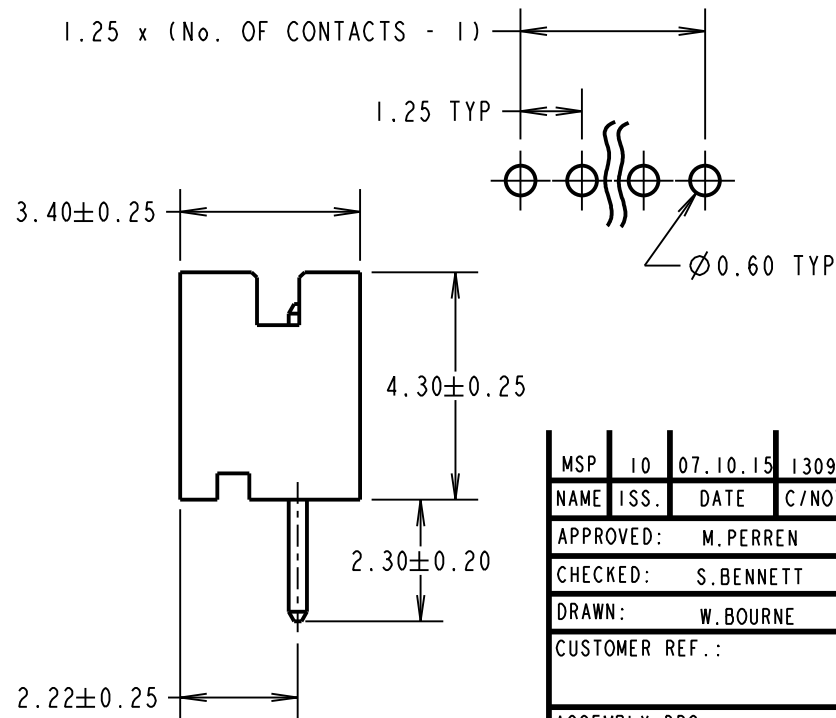 1.25 x (No. OF CONTACTS - 1)
1.25 TYP
3.40±0.25
Ø0.60 TYP
4.30±0.25
2.30±0.20
2.22±0.25
MSP 10 07.10.15 1309
NAME ISS. DATE C/NO
APPROVED: M.PERREN
CHECKED: S.BENNETT
DRAWN: W.BOURNE
CUSTOMER REF.: